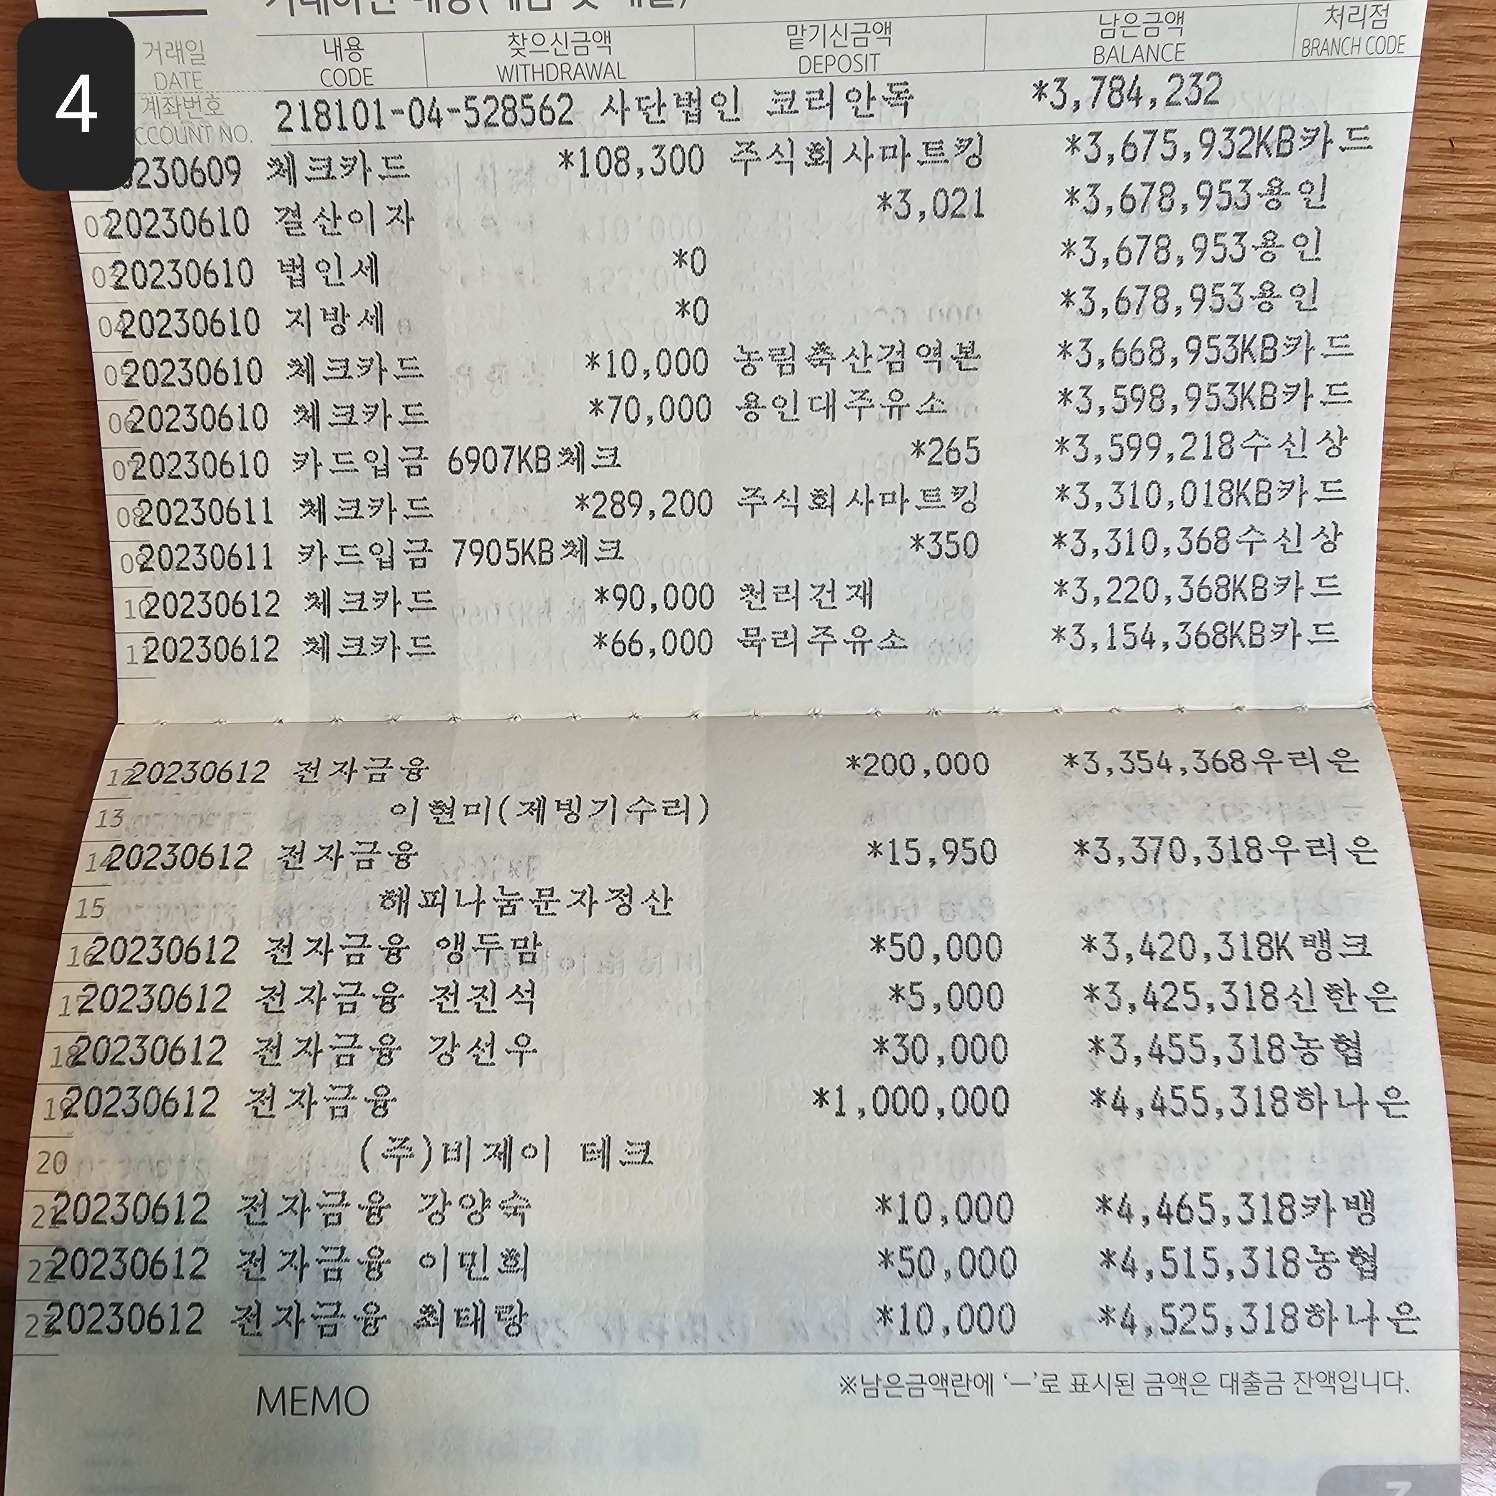 4
거래일 내용 찾으신금액 맡기신금액 남은금액 처리점
DATE CODE WITHDRAWAL DEPOSIT BALANCE BRANCH CODE
계좌번호 218101-04-528562 사단법인 코리안독 *3,784,232
CCOUNT NO.
0230609 체크카드 *108,300 주식회사마트킹 *3,675,932KB카드
02 20230610 결산이자 *3,021 *3,678,953용인
03 20230610 법인세 *0 *3,678,953용인
04 20230610 지방세 *0 *3,678,953용인
05 20230610 체크카드 *10,000 농림축산검역본 *3,668,953KB카드
06 20230610 체크카드 *70,000 용인대주유소 *3,598,953KB카드
07 20230610 카드입금 6907KB체크 *265 *3,599,218수신상
08 20230611 체크카드 *289,200 주식회사마트킹 *3,310,018KB카드
09 20230611 카드입금 7905KB체크 *350 *3,310,368수신상
10 20230612 체크카드 *90,000 천리건재 *3,220,368KB카드
11 20230612 체크카드 *66,000 묵리주유소 *3,154,368KB카드
12 20230612 전자금융 *200,000 *3,354,368우리은
13 이현미(제빙기수리)
14 20230612 전자금융 *15,950 *3,370,318우리은
15 해피나눔문자정산
16 20230612 전자금융 앵두맘 *50,000 *3,420,318K뱅크
17 20230612 전자금융 전진석 *5,000 *3,425,318신한은
18 20230612 전자금융 강선우 *30,000 *3,455,318농협
19 20230612 전자금융 *1,000,000 *4,455,318하나은
20 (주)비제이 테크
21 20230612 전자금융 강양숙 *10,000 *4,465,318카뱅
22 20230612 전자금융 이민희 *50,000 *4,515,318농협
23 20230612 전자금융 최태랑 *10,000 *4,525,318하나은
※남은금액란에 ‘—’로 표시된 금액은 대출금 잔액입니다.
MEMO